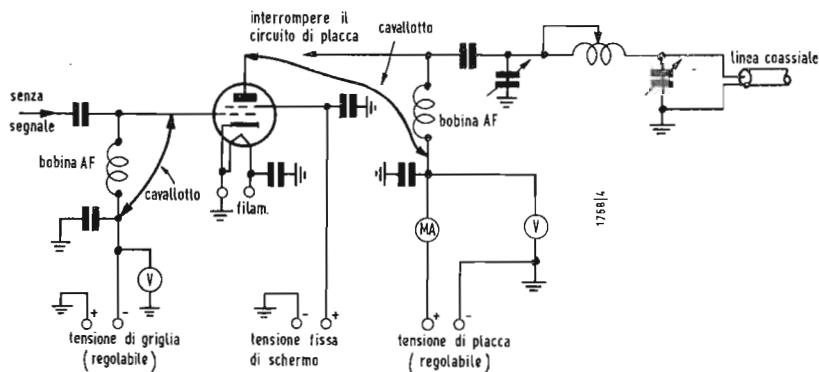 interrompere il
circuito di placca
cavallotto
linea coassiale
senza
segnale
bobina AF
cavallotto
filam.
bobina AF
MA
V
V
1768|4
+
-
-
+
+
-
tensione di griglia
(regolabile)
tensione fissa
di schermo
tensione di placca
(regolabile)